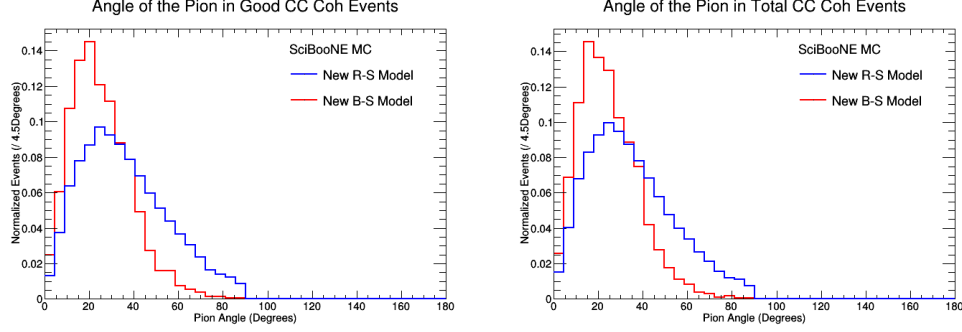 Angle of the Pion in Good CC Coh Events
Normalized Events (/ 4.5Degrees)
0.14
0.12
0.1
0.08
0.06
0.04
0.02
0
SciBooNE MC
New R-S Model
New B-S Model
0 20 40 60 80 100 120 140 160 180
Pion Angle (Degrees)
Angle of the Pion in Total CC Coh Events
Normalized Events (/ 4.5Degrees)
0.14
0.12
0.1
0.08
0.06
0.04
0.02
0
SciBooNE MC
New R-S Model
New B-S Model
0 20 40 60 80 100 120 140 160 180
Pion Angle (Degrees)